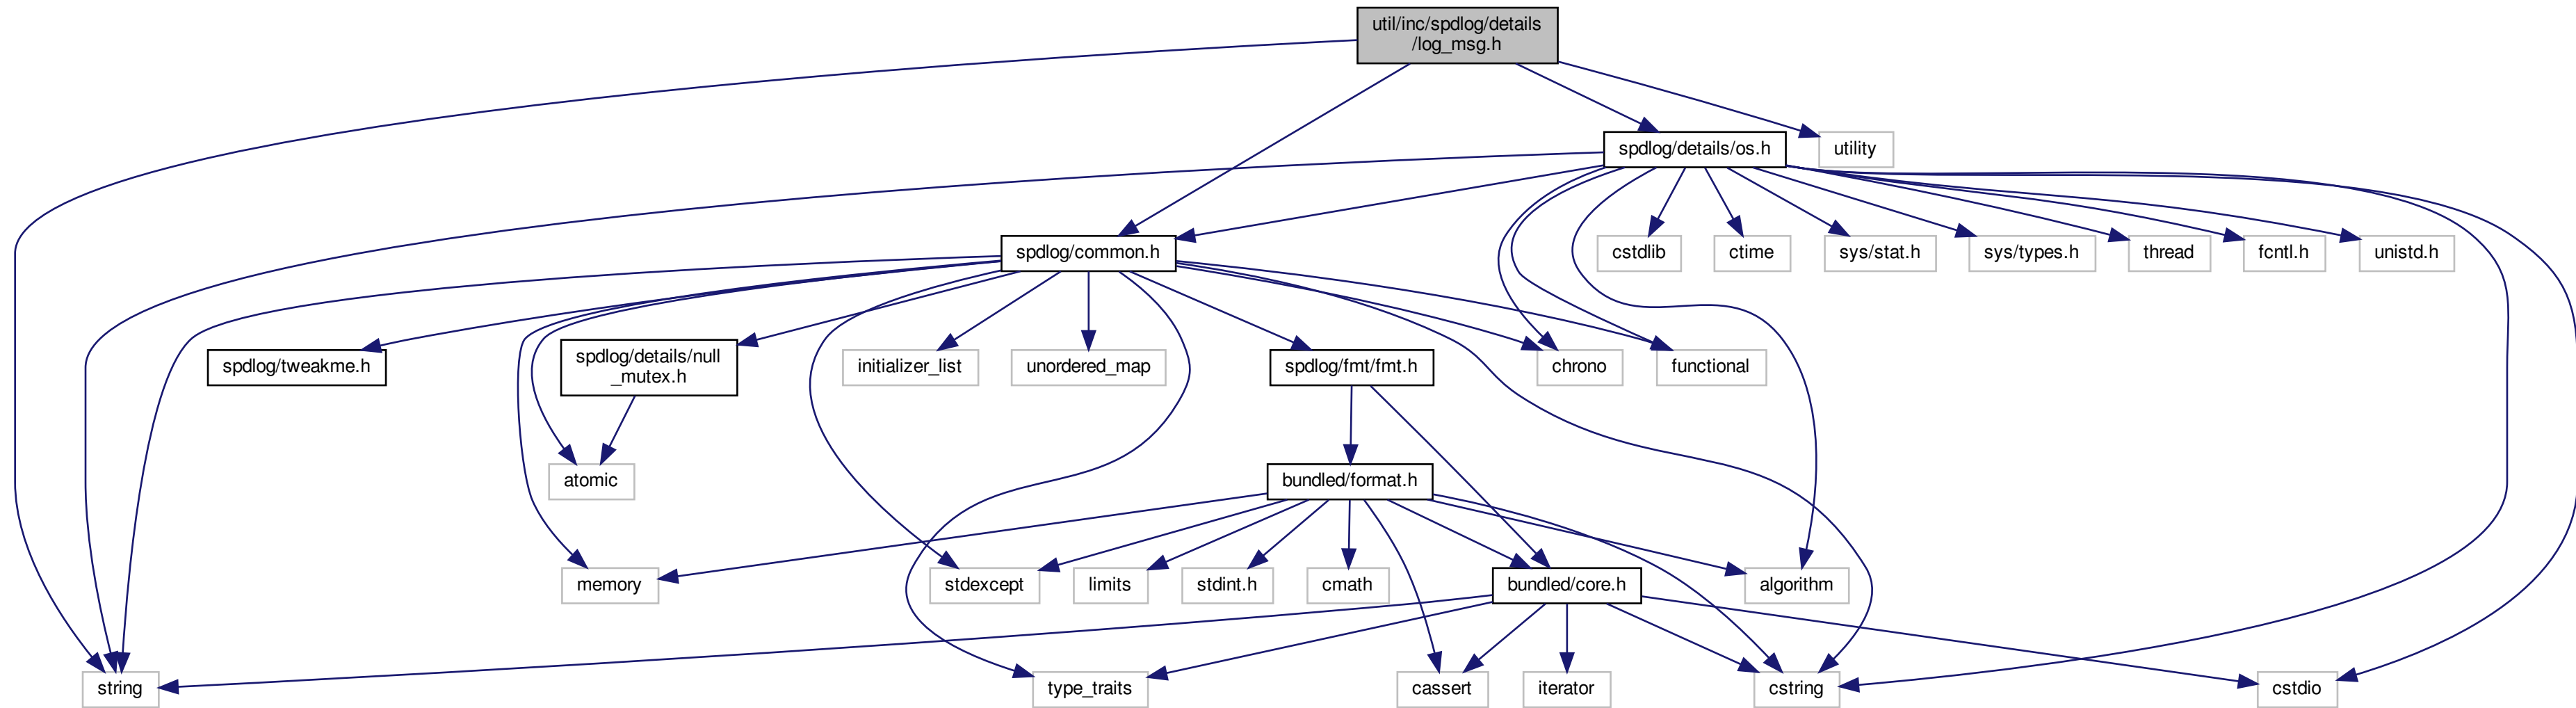 util/inc/spdlog/details
/log_msg.h
spdlog/details/os.h
utility
spdlog/common.h
cstdlib
ctime
sys/stat.h
sys/types.h
thread
fcntl.h
unistd.h
spdlog/tweakme.h
spdlog/details/null
_mutex.h
initializer_list
unordered_map
spdlog/fmt/fmt.h
chrono
functional
atomic
bundled/format.h
memory
stdexcept
limits
stdint.h
cmath
bundled/core.h
algorithm
string
type_traits
cassert
iterator
cstring
cstdio